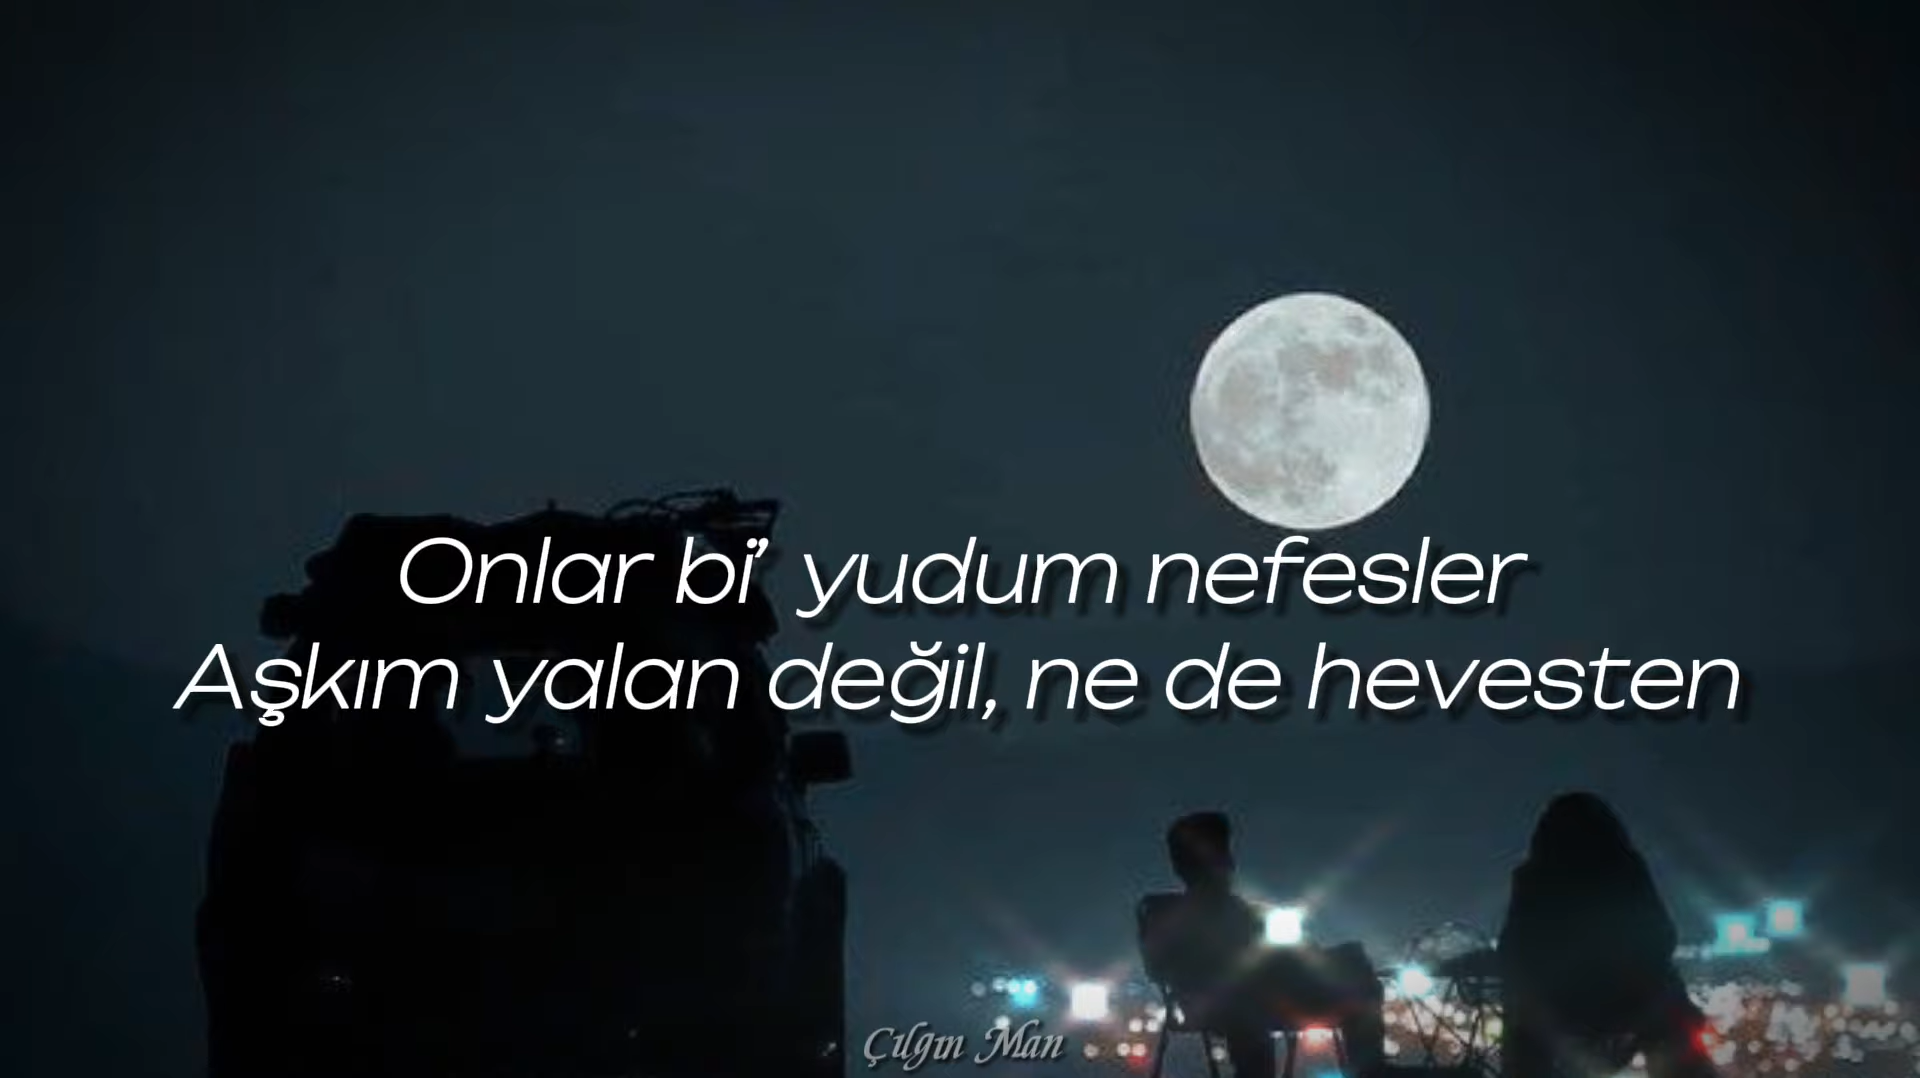 Onlar bi’ yudum nefesler
Aşkım yalan değil, ne de hevesten
Çılgın Man